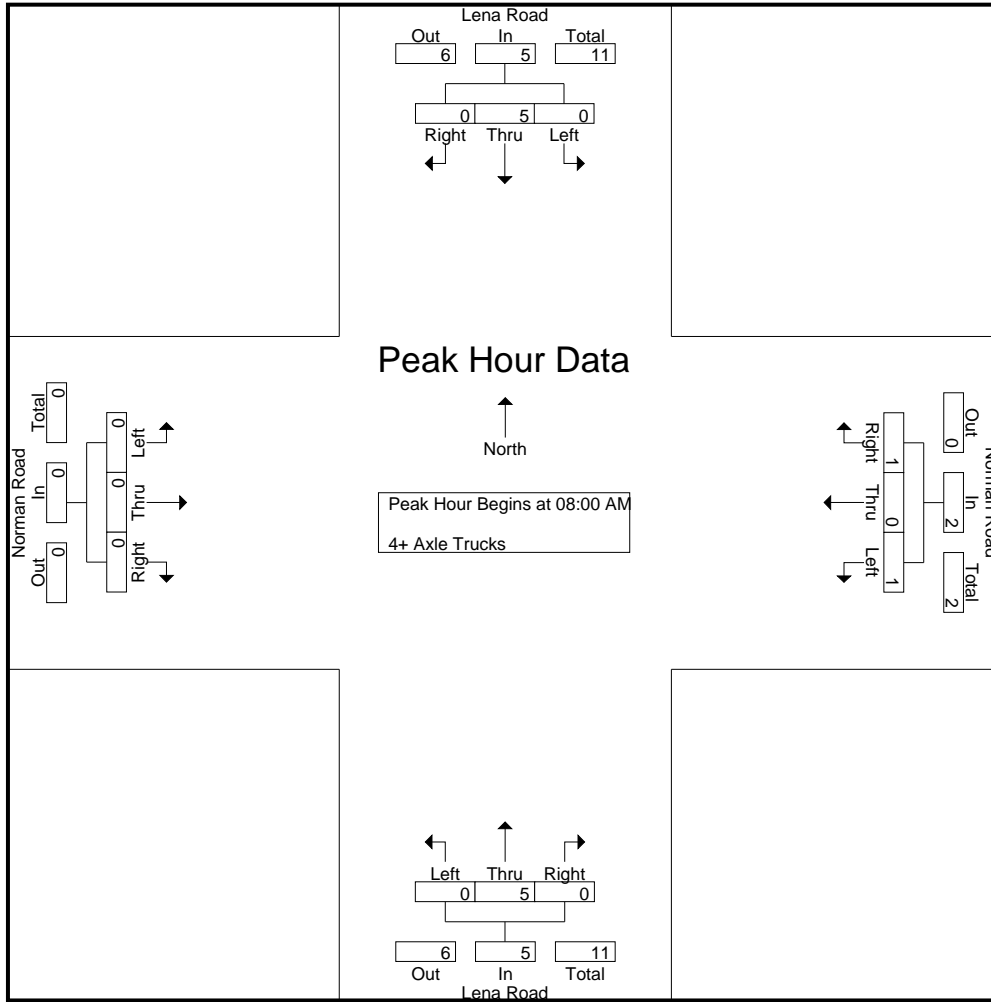 Lena Road
Out In Total
6 5 11
0 5 0
Right Thru Left
Peak Hour Data
North
Peak Hour Begins at 08:00 AM
4+ Axle Trucks
Norman Road
Total In Out
0 0 0
0 0 0
Left Thru Right
Right Thru Left
1 0 1
0 2 2
Out In Total
Norman Road
Left Thru Right
0 5 0
6 5 11
Out In Total
Lena Road